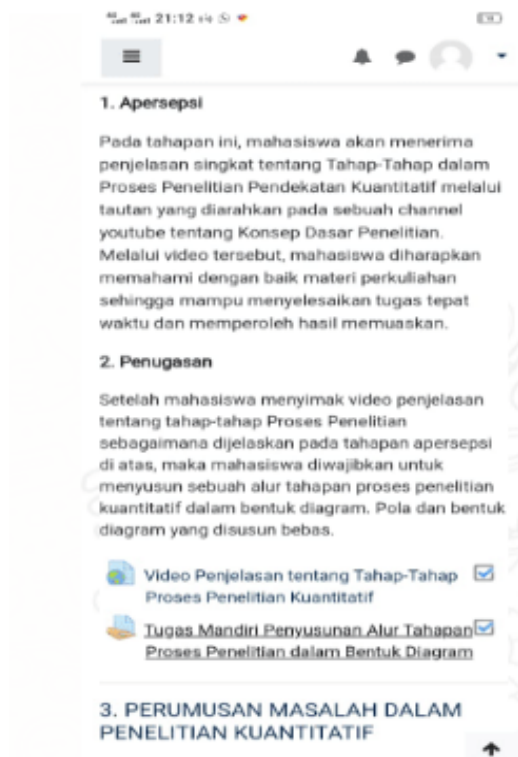 21:12
1. Apersepsi
Pada tahapan ini, mahasiswa akan menerima
penjelasan singkat tentang Tahap-Tahap dalam
Proses Penelitian Pendekatan Kuantitatif melalui
tautan yang diarahkan pada sebuah channel
youtube tentang Konsep Dasar Penelitian.
Melalui video tersebut, mahasiswa diharapkan
memahami dengan baik materi perkuliahan
sehingga mampu menyelesaikan tugas tepat
waktu dan memperoleh hasil memuaskan.
2. Penugasan
Setelah mahasiswa menyimak video penjelasan
tentang tahap-tahap Proses Penelitian
sebagaimana dijelaskan pada tahapan apersepsi
di atas, maka mahasiswa diwajibkan untuk
menyusun sebuah alur tahapan proses penelitian
kuantitatif dalam bentuk diagram. Pola dan bentuk
diagram yang disusun bebas.
Video Penjelasan tentang Tahap-Tahap
Proses Penelitian Kuantitatif
Tugas Mandiri Penyusunan Alur Tahapan
Proses Penelitian dalam Bentuk Diagram
3. PERUMUSAN MASALAH DALAM
PENELITIAN KUANTITATIF